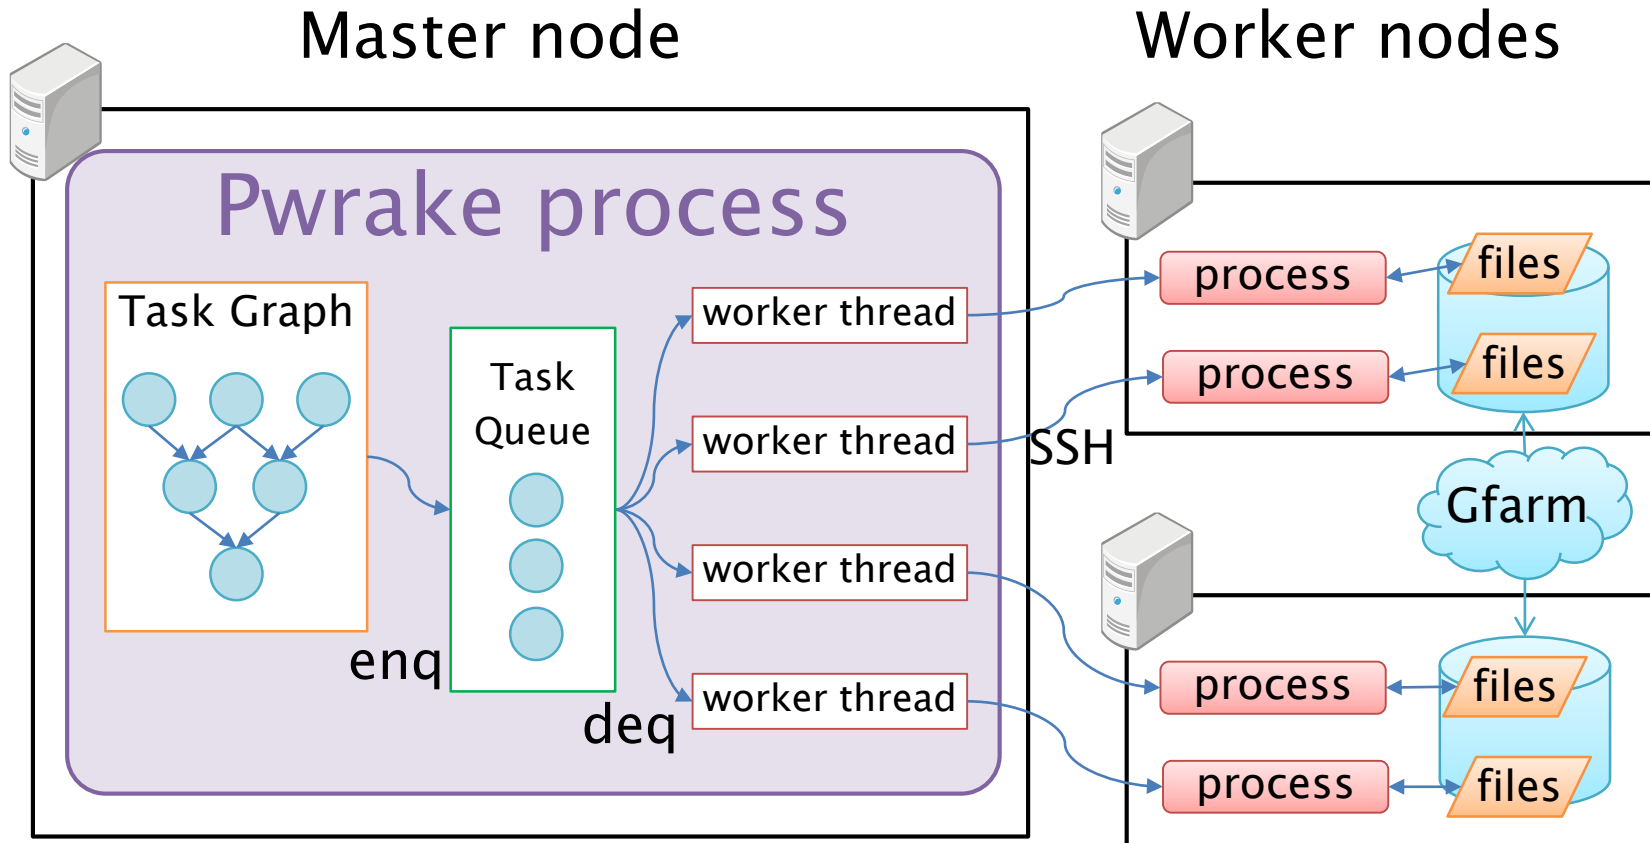 Master node
Worker nodes
Pwrake process
Task Graph
Task
Queue
enq
deq
worker thread
worker thread
worker thread
worker thread
SSH
process
files
process
files
Gfarm
process
files
process
files